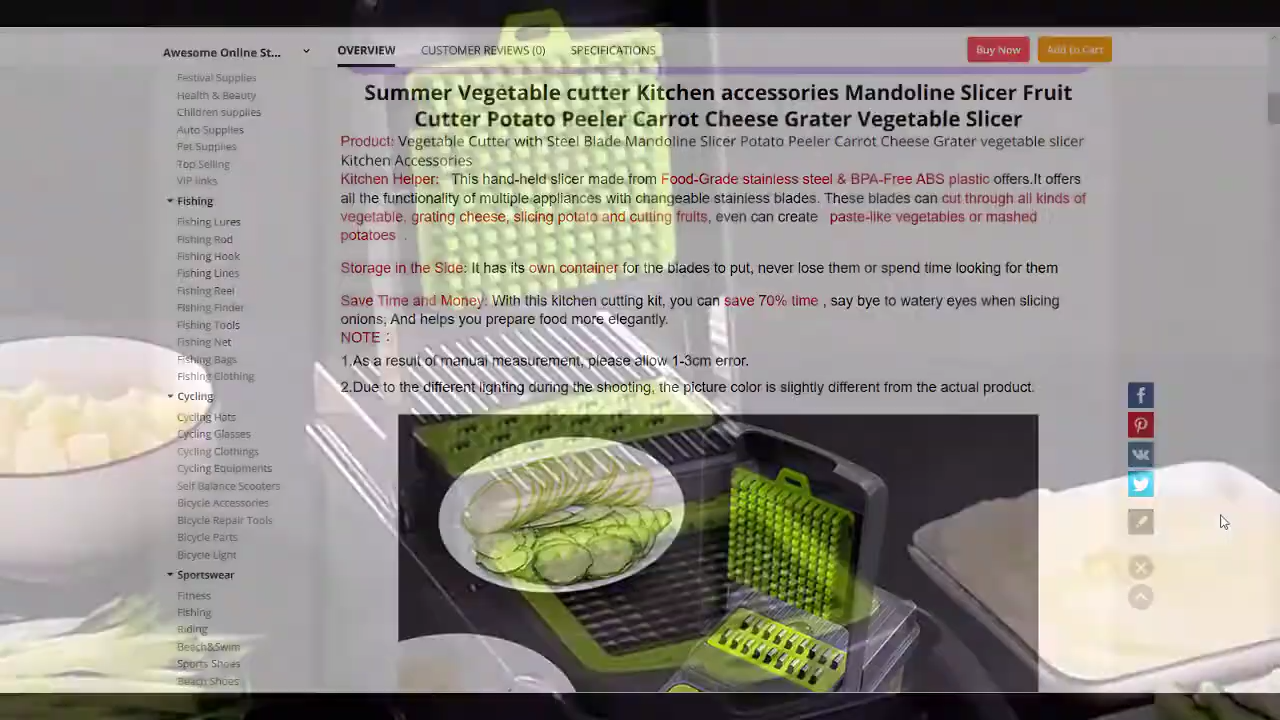 Awesome Online St...
OVERVIEW
CUSTOMER REVIEWS (0)
SPECIFICATIONS
Buy Now
Add to Cart
Festival Supplies
Health & Beauty
Children supplies
Auto Supplies
Pet Supplies
Top Selling
VIP links
Fishing
Fishing Lures
Fishing Rod
Fishing Hook
Fishing Lines
Fishing Reel
Fishing Finder
Fishing Tools
Fishing Net
Fishing Bags
Fishing Clothing
Cycling
Cycling Hats
Cycling Glasses
Cycling Clothings
Cycling Equipments
Self Balance Scooters
Bicycle Accessories
Bicycle Repair Tools
Bicycle Parts
Bicycle Light
Sportswear
Fitness
Fishing
Riding
Beach&Swim
Sports Shoes
Beach Shoes
Summer Vegetable cutter Kitchen accessories Mandoline Slicer Fruit
Cutter Potato Peeler Carrot Cheese Grater Vegetable Slicer
Product: Vegetable Cutter with Steel Blade Mandoline Slicer Potato Peeler Carrot Cheese Grater vegetable slicer
Kitchen Accessories
Kitchen Helper: This hand-held slicer made from Food-Grade stainless steel & BPA-Free ABS plastic offers.It offers
all the functionality of multiple appliances with changeable stainless blades. These blades can cut through all kinds of
vegetable, grating cheese, slicing potato and cutting fruits, even can create paste-like vegetables or mashed
potatoes .
Storage in the Side: It has its own container for the blades to put, never lose them or spend time looking for them
Save Time and Money: With this kitchen cutting kit, you can save 70% time , say bye to watery eyes when slicing
onions, And helps you prepare food more elegantly.
NOTE：
1.As a result of manual measurement, please allow 1-3cm error.
2.Due to the different lighting during the shooting, the picture color is slightly different from the actual product.